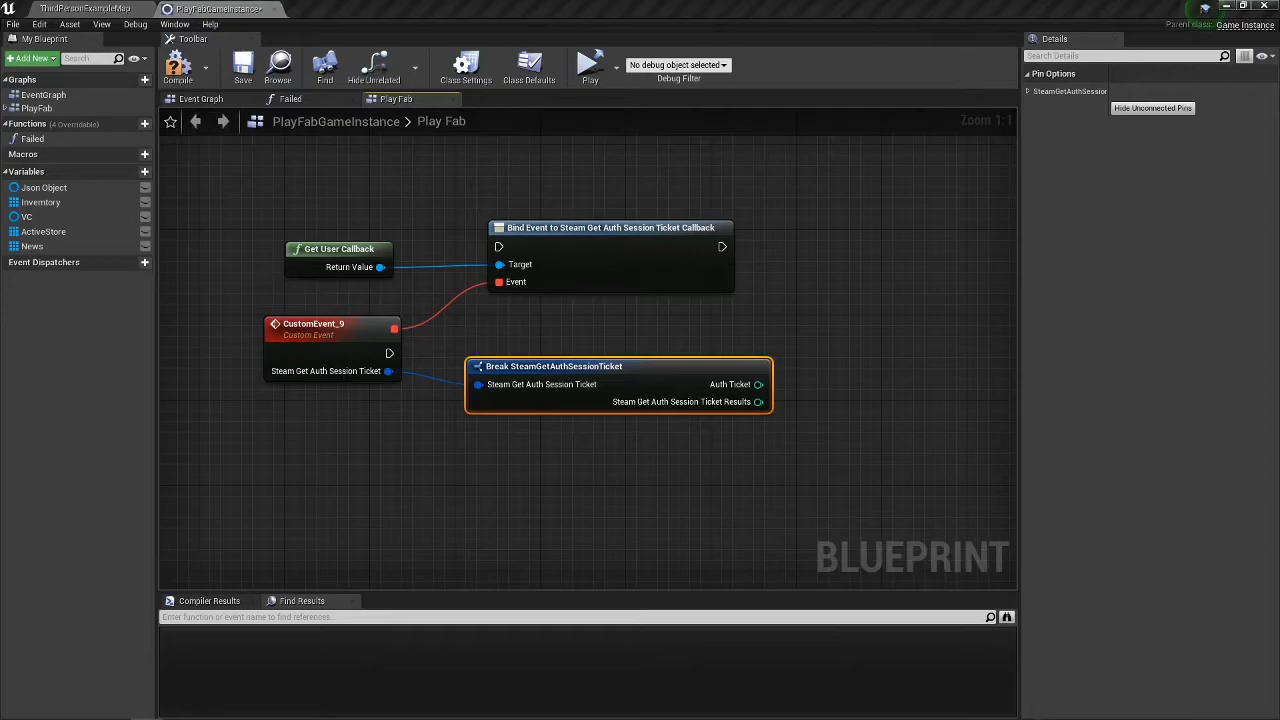 ThirdPersonExampleMap
PlayFabGameInstance*
File Edit Asset View Debug Window Help
Parent class: Game Instance
My Blueprint
+ Add New
Search
Graphs
EventGraph
PlayFab
Functions (4 Overridable)
Failed
Macros
Variables
Json Object
Invemtory
VC
ActiveStore
News
Event Dispatchers
Toolbar
Compile
Save
Browse
Find
Hide Unrelated
Class Settings
Class Defaults
Play
No debug object selected
Debug Filter
Event Graph
Failed
Play Fab
PlayFabGameInstance > Play Fab
Zoom 1:1
Get User Callback
Return Value
Bind Event to Steam Get Auth Session Ticket Callback
Target
Event
CustomEvent_9
Custom Event
Steam Get Auth Session Ticket
Break SteamGetAuthSessionTicket
Steam Get Auth Session Ticket
Auth Ticket
Steam Get Auth Session Ticket Results
BLUEPRINT
Compiler Results
Find Results
Enter function or event name to find references...
Details
Search Details
Pin Options
SteamGetAuthSession
Hide Unconnected Pins